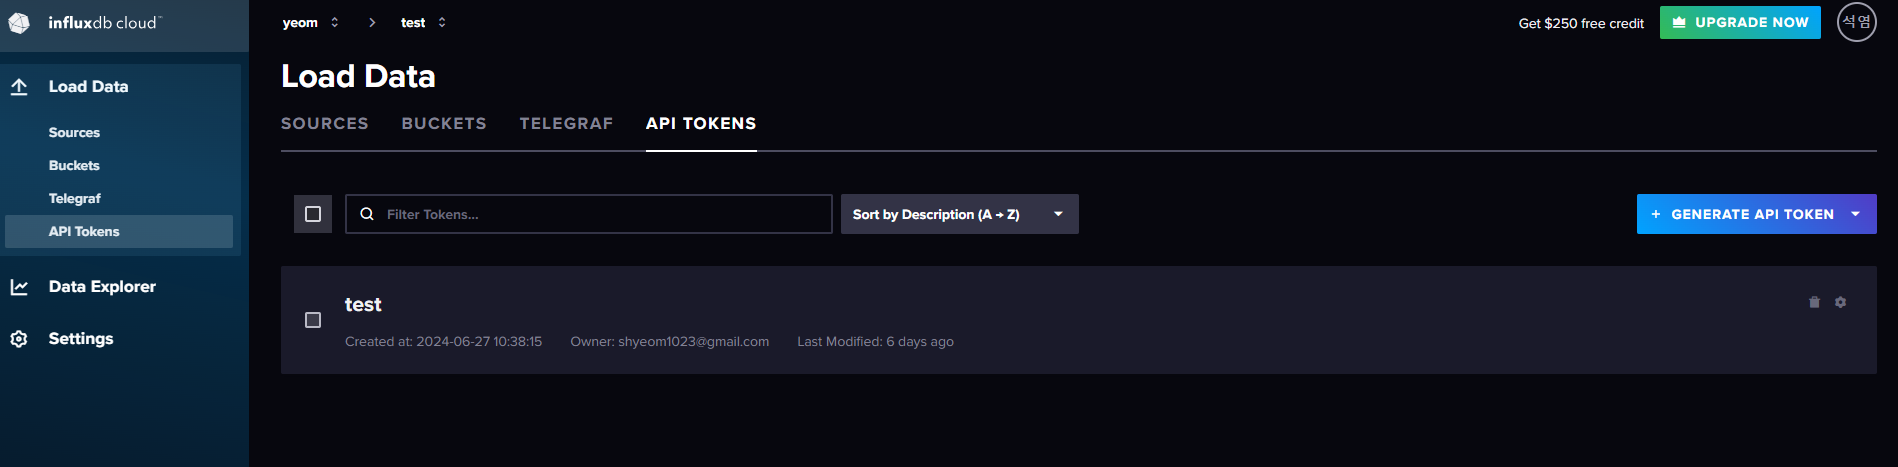 influxdb cloud™
yeom > test
Get $250 free credit
UPGRADE NOW
석염
Load Data
Sources
Buckets
Telegraf
API Tokens
Data Explorer
Settings
Load Data
SOURCES BUCKETS TELEGRAF API TOKENS
Filter Tokens...
Sort by Description (A → Z)
+ GENERATE API TOKEN
test
Created at: 2024-06-27 10:38:15 Owner: shyeom1023@gmail.com Last Modified: 6 days ago